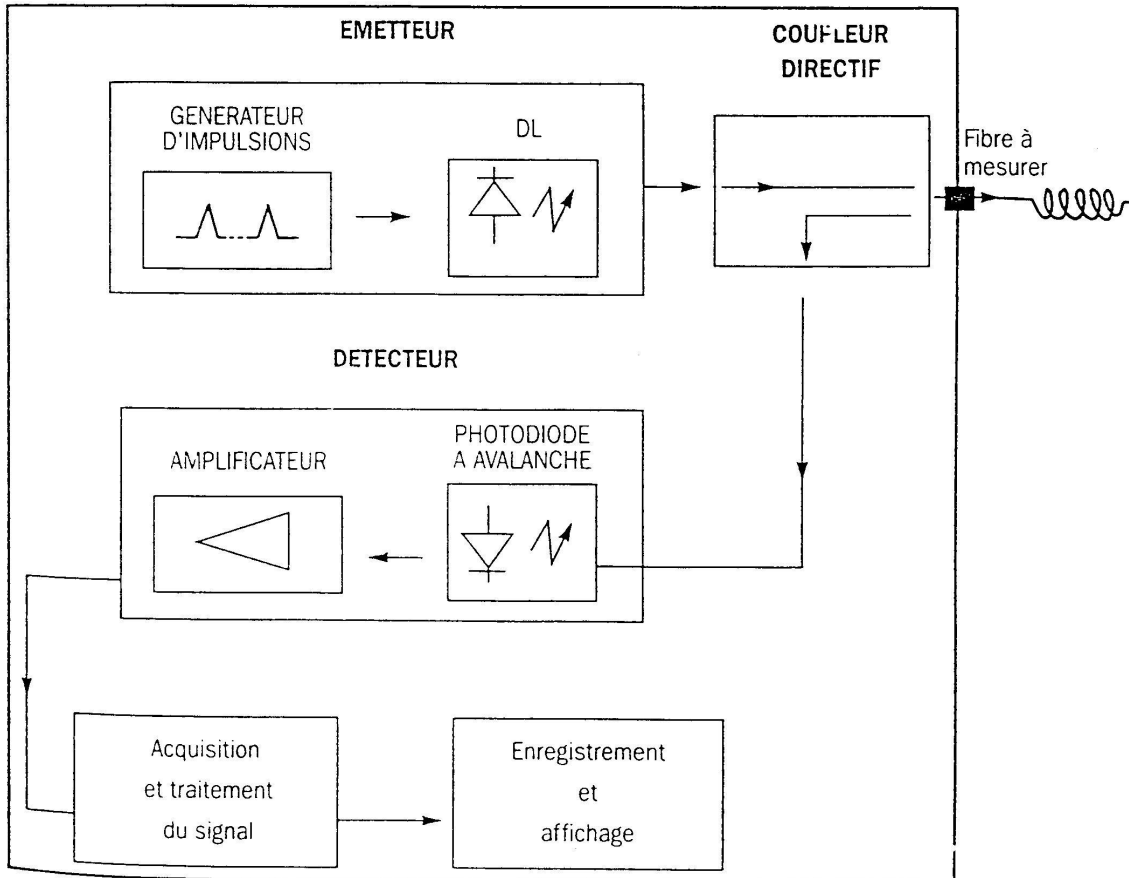 EMETTEUR
COUPLEUR
DIRECTIF
GENERATEUR
D'IMPULSIONS
DL
Fibre à
mesurer
DETECTEUR
AMPLIFICATEUR
PHOTODIODE
A AVALANCHE
Acquisition
et traitement
du signal
Enregistrement
et
affichage